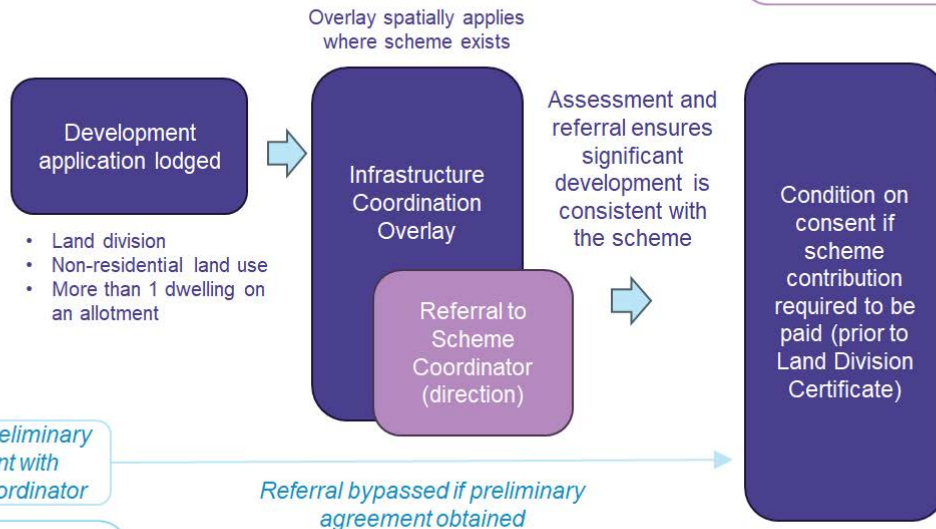 Overlay spatially applies
where scheme exists
Development
application lodged
• Land division
• Non-residential land use
• More than 1 dwelling on
an allotment
Infrastructure
Coordination
Overlay
Referral to
Scheme
Coordinator
(direction)
Assessment and
referral ensures
significant
development is
consistent with
the scheme
Condition on
consent if
scheme
contribution
required to be
paid (prior to
Land Division
Certificate)
with
Referral bypassed if preliminary
agreement obtained